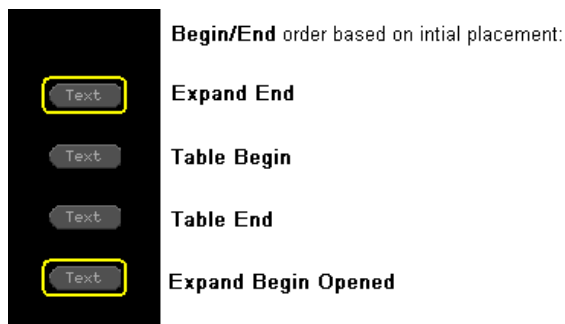 Begin/End order based on intial placement:
Text Expand End
Text Table Begin
Text Table End
Text Expand Begin Opened